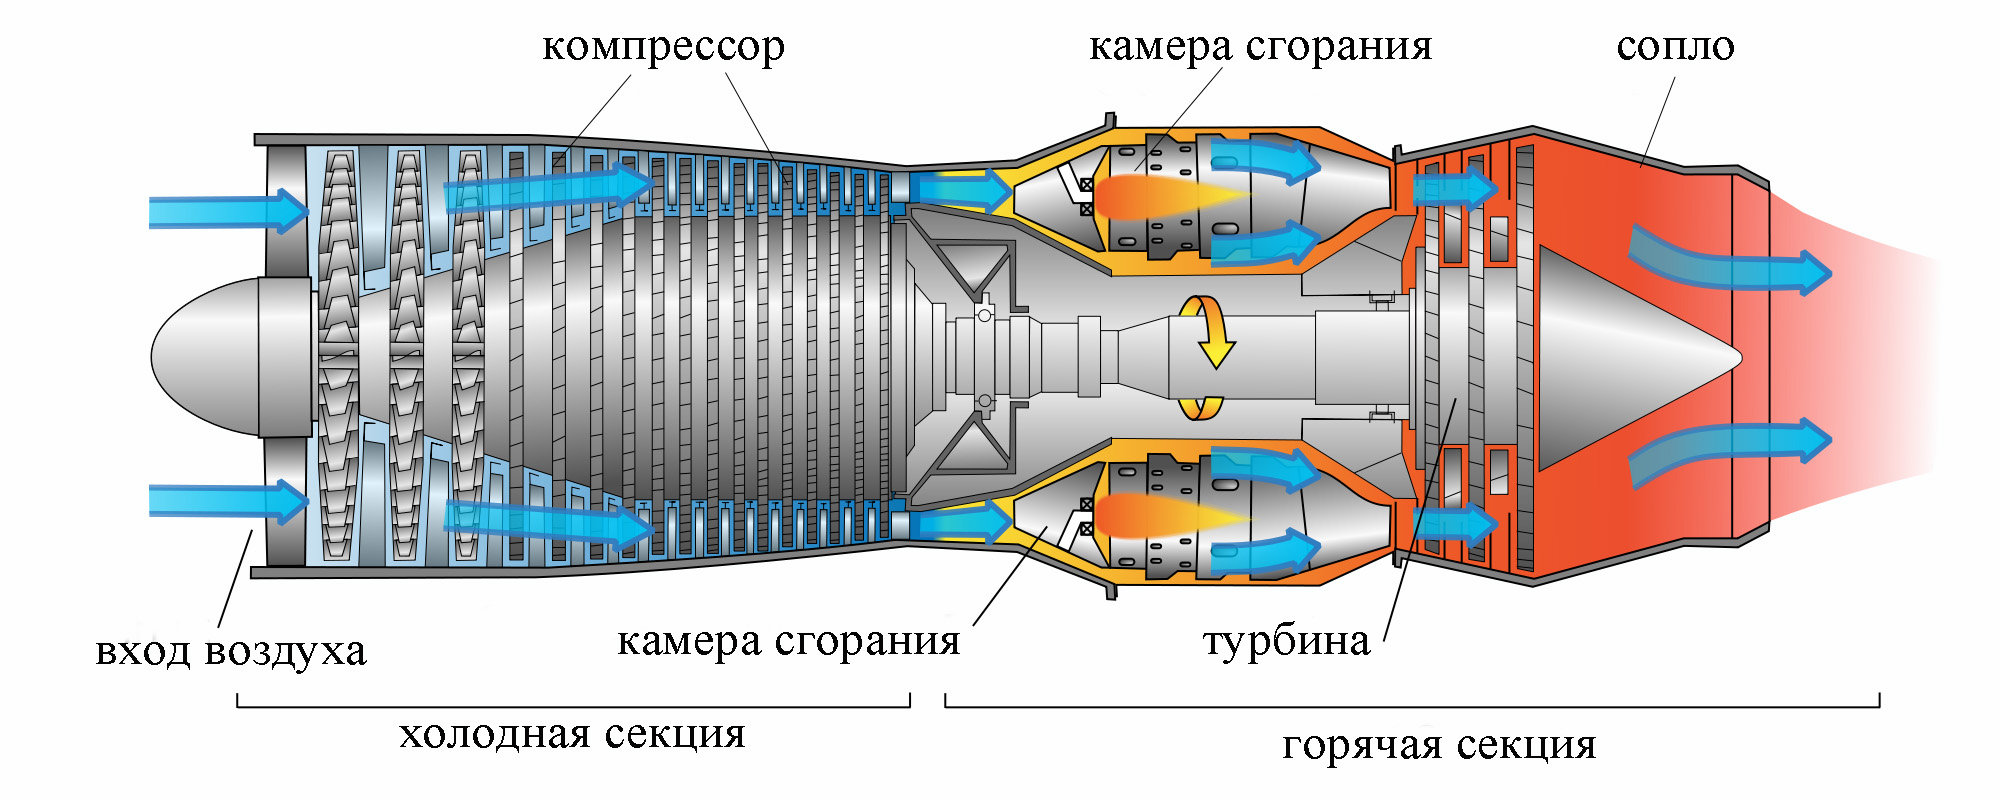 компрессор
камера сгорания
сопло
вход воздуха
камера сгорания
турбина
холодная секция
горячая секция